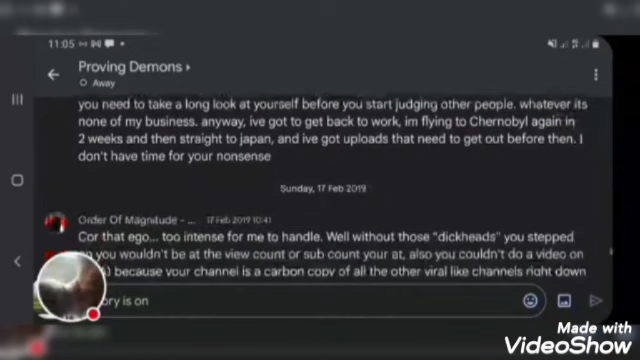 11:05
Proving Demons
Away
you need to take a long look at yourself before you start judging other people. whatever its
none of my business. anyway, ive got to get back to work, im flying to Chernobyl again in
2 weeks and then straight to japan, and ive got uploads that need to get out before then. I
don't have time for your nonsense
Sunday, 17 Feb 2019
Order Of Magnitude - ... 17 Feb 2019 10:41
Cor that ego... too intense for me to handle. Well without those "dickheads" you stepped
you wouldn't be at the view count or sub count your at, also you couldn't do a video on
because your channel is a carbon copy of all the other viral like channels right down
ory is on
Made with
VideoShow